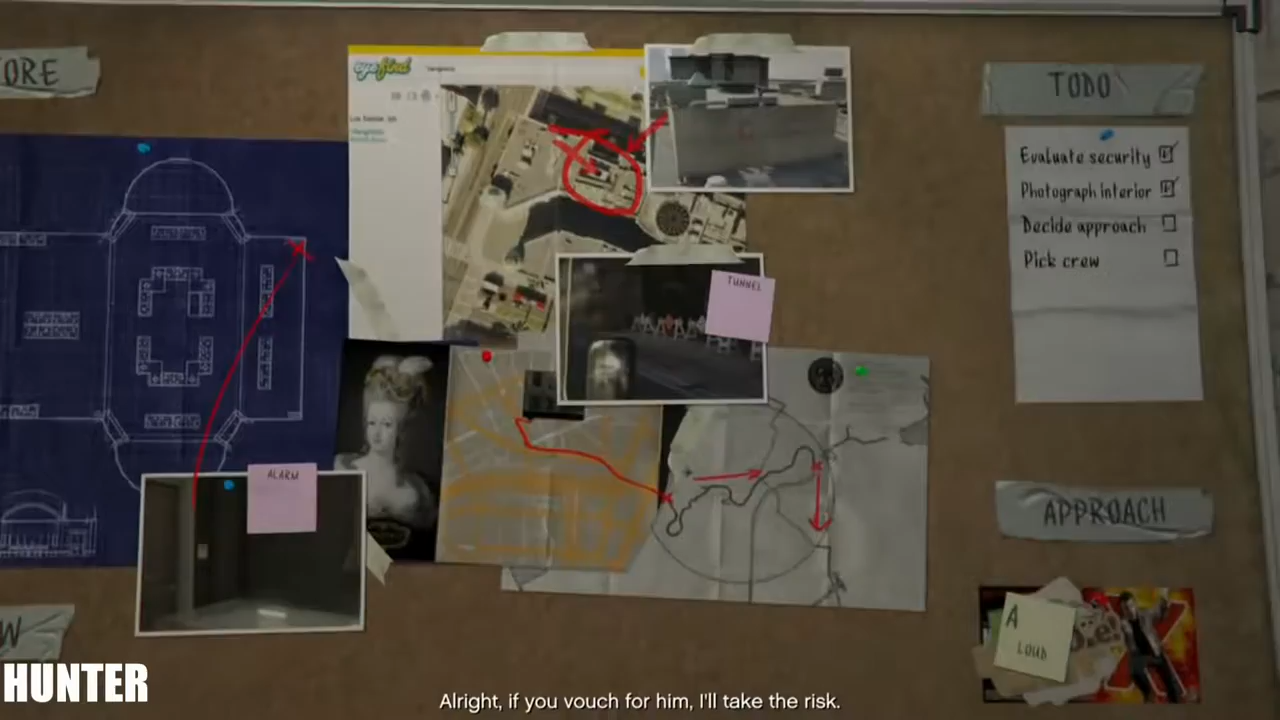 ORE
eyefind
TODO
Evaluate security
Photograph interior
Decide approach
Pick crew
TUNNEL
ALARM
APPROACH
A
LOUD
W
HUNTER
Alright, if you vouch for him, I'll take the risk.